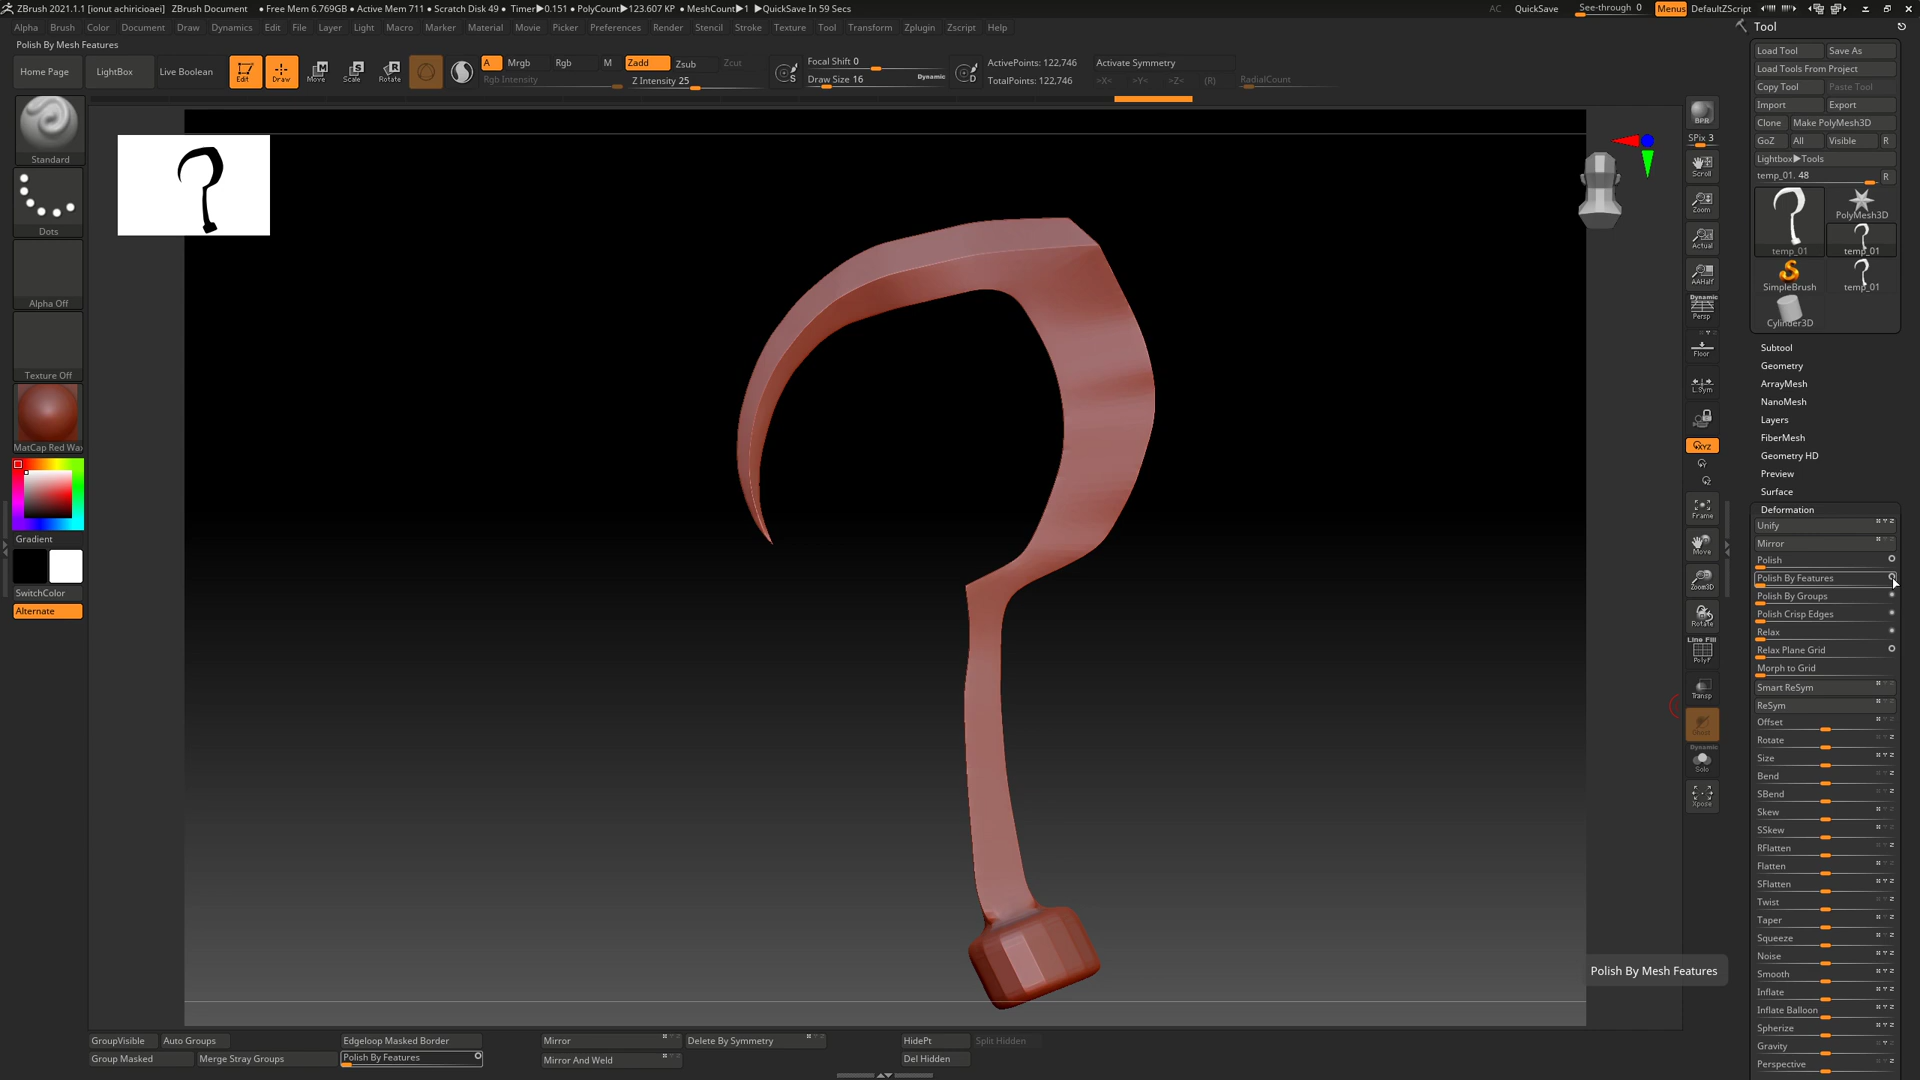 ZBrush 2021.1.1 [ionut achiricioaei] ZBrush Document ● Free Mem 6.769GB ● Active Mem 711 ● Scratch Disk 49 ● Timer▶0.151 ● PolyCount▶123.607 KP ● MeshCount▶1 ▶QuickSave In 59 Secs AC QuickSave See-through 0 Menus DefaultZScript
Alpha Brush Color Document Draw Dynamics Edit File Layer Light Macro Marker Material Movie Picker Preferences Render Stencil Stroke Texture Tool Transform Zplugin Zscript Help
Polish By Mesh Features
Home Page LightBox Live Boolean Edit Draw Move Scale Rotate
A Mrgb Rgb M Zadd Zsub Zcut
Rgb Intensity Z Intensity 25
S Focal Shift 0
Draw Size 16 Dynamic
D ActivePoints: 122,746
TotalPoints: 122,746
Activate Symmetry
>X< >Y< >Z< (R) RadialCount
Standard
Dots
Alpha Off
Texture Off
MatCap Red Wax
Gradient
SwitchColor
Alternate
BPR
SPix 3
Scroll
Zoom
Actual
AAHalf
Dynamic
Persp
Floor
L.Sym
XYZ
Y
Z
Frame
Move
Zoom3D
Rotate
Line Fill
PolyF
Transp
Ghost
Dynamic
Solo
Xpose
Tool
Load Tool Save As
Load Tools From Project
Copy Tool Paste Tool
Import Export
Clone Make PolyMesh3D
GoZ All Visible R
Lightbox▶Tools
temp_01. 48 R
PolyMesh3D
temp_01 temp_01
SimpleBrush temp_01
Cylinder3D
Subtool
Geometry
ArrayMesh
NanoMesh
Layers
FiberMesh
Geometry HD
Preview
Surface
Deformation
Unify
Mirror
Polish
Polish By Features
Polish By Groups
Polish Crisp Edges
Relax
Relax Plane Grid
Morph to Grid
Smart ReSym
ReSym
Offset
Rotate
Size
Bend
SBend
Skew
SSkew
RFlatten
Flatten
SFlatten
Twist
Taper
Squeeze
Noise
Smooth
Inflate
Inflate Balloon
Spherize
Gravity
Perspective
Polish By Mesh Features
GroupVisible Auto Groups Edgeloop Masked Border Mirror Delete By Symmetry HidePt Split Hidden
Group Masked Merge Stray Groups Polish By Features Mirror And Weld Del Hidden